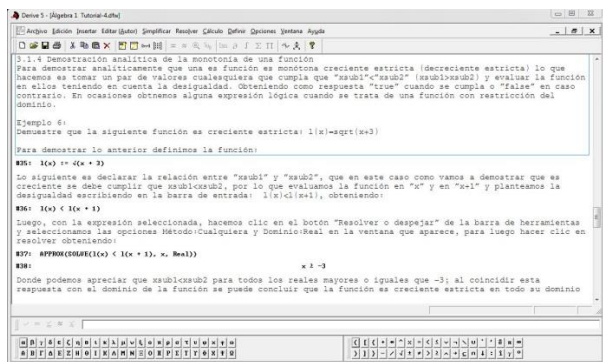 Derive 5 - [Álgebra 1 Tutorial-4.dfw]
Archivo Edición Insertar Editar (Autor) Simplificar Resolver Cálculo Definir Opciones Ventana Ayuda
3.1.4 Demostración analítica de la monotonía de una función
Para demostrar analíticamente que una es función es monótona creciente estricta (decreciente estricta) lo que
hacemos es tomar un par de valores cualesquiera que cumpla que "xsub1"<"xsub2" (xsub1>xsub2) y evaluar la función
en ellos teniendo en cuenta la desigualdad. Obteniendo como respuesta "true" cuando se cumpla o "false" en caso
contrario. En ocasiones obtnemos alguna expresión lógica cuando se trata de una función con restricción del
dominio.
Ejemplo 6:
Demuestre que la siguiente función es creciente estricta: l(x)=sqrt(x+3)
Para demostrar lo anterior definimos la función:
#35: l(x) := √(x + 3)
Lo siguiente es declarar la relación entre "xsub1" y "xsub2", que en este caso como vamos a demostrar que es
creciente se debe cumplir que xsub1<xsub2, por lo que evaluamos la función en "x" y en "x+1" y planteamos la
desigualdad escribiendo en la barra de entrada: l(x)<l(x+1), obteniendo:
#36: l(x) < l(x + 1)
Luego, con la expresión seleccionada, hacemos clic en el botón "Resolver o despejar" de la barra de herramientas
y seleccionamos las opciones Método:Cualquiera y Dominio:Real en la ventana que aparece, para luego hacer clic en
resolver obteniendo:
#37: APPROX(SOLVE(l(x) < l(x + 1), x, Real))
#38: x ≥ -3
Donde podemos apreciar que xsub1<xsub2 para todos los reales mayores o iguales que -3; al coincidir esta
respuesta con el dominio de la función se puede concluir que la función es creciente estricta en todo su dominio